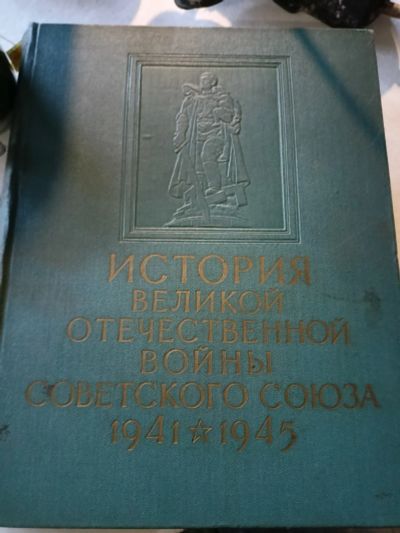 ИСТОРИЯ
ВЕЛИКОЙ
ОТЕЧЕСТВЕННОЙ
ВОЙНЫ
СОВЕТСКОГО СОЮЗА
1941★1945